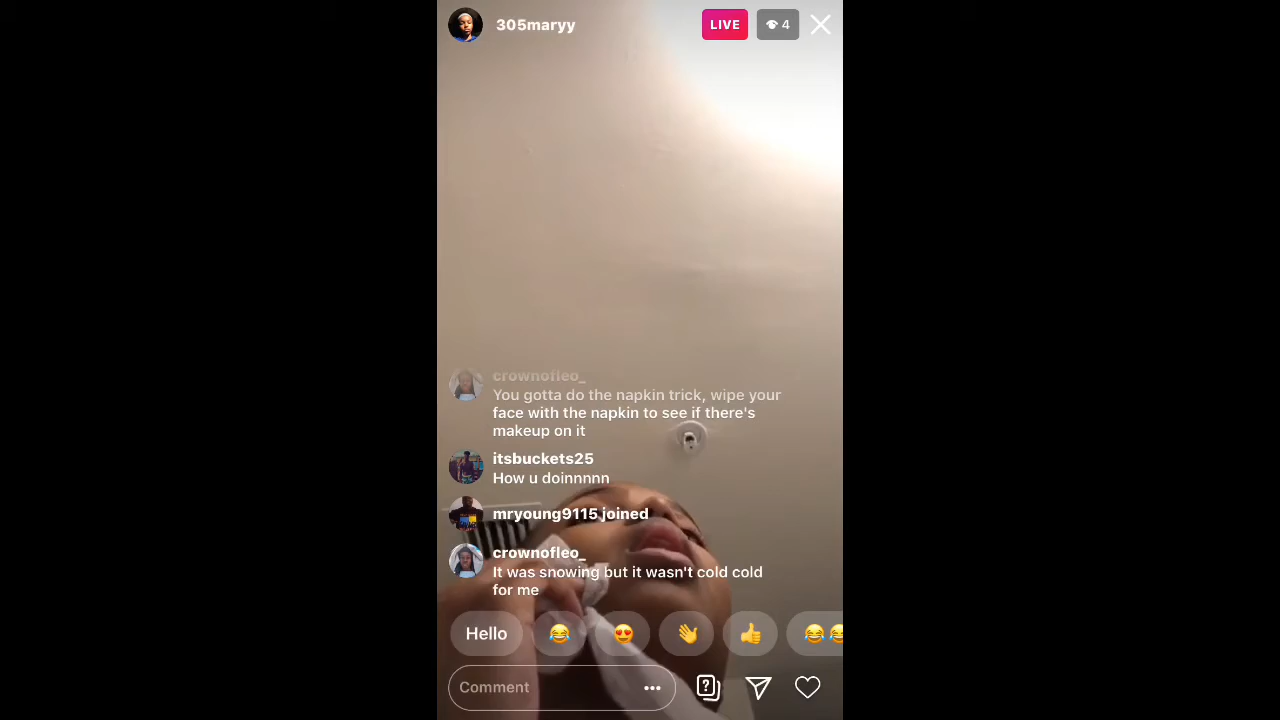 305maryy
LIVE
4
crownofleo_
You gotta do the napkin trick, wipe your
face with the napkin to see if there's
makeup on it
itsbuckets25
How u doinnnnn
mryoung9115 joined
crownofleo_
It was snowing but it wasn't cold cold
for me
Hello
Comment